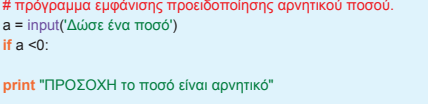 # πρόγραμμα εμφάνισης προειδοποίησης αρνητικού ποσού.
a = input('Δώσε ένα ποσό')
if a <0:
print "ΠΡΟΣΟΧΗ το ποσό είναι αρνητικό"